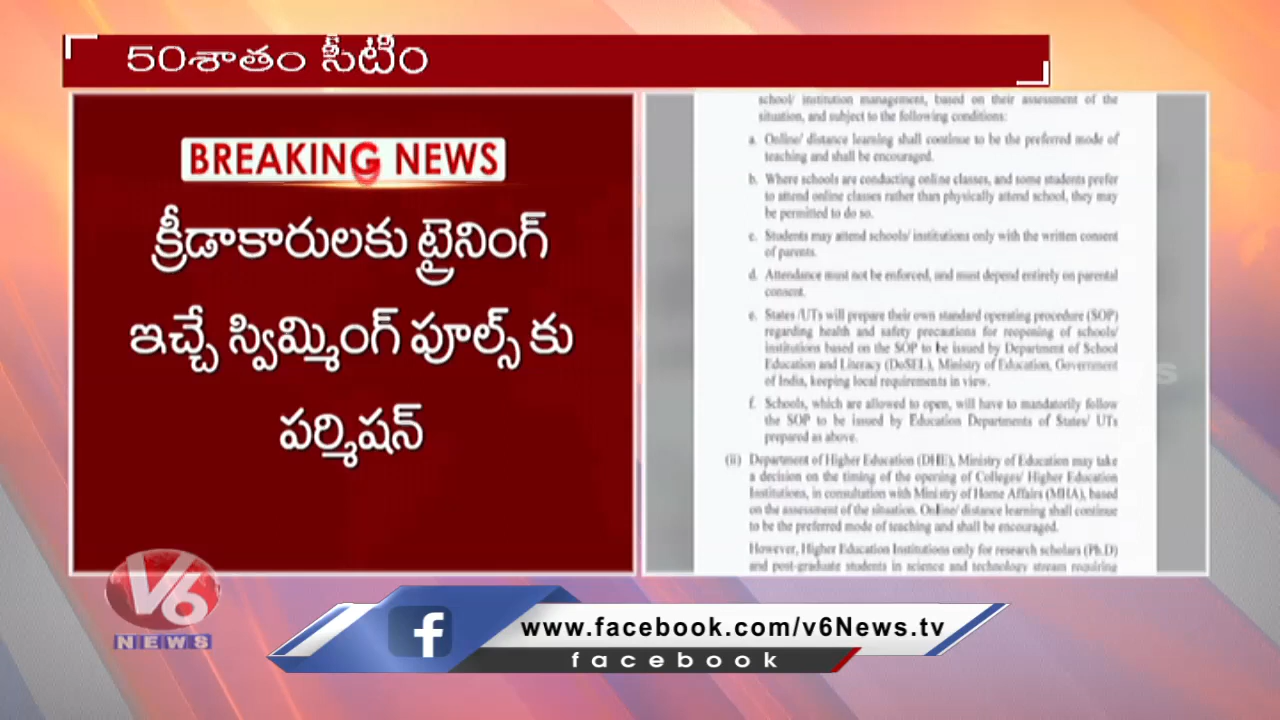 50శాతం సీటిం
BREAKING NEWS
క్రీడాకారులకు ట్రైనింగ్
ఇచ్చే స్విమ్మింగ్ పూల్స్ కు
పర్మిషన్
school/ institution management, based on their assessment of the
situation, and subject to the following conditions:
a. Online/ distance learning shall continue to be the preferred mode of
teaching and shall be encouraged.
b. Where schools are conducting online classes, and some students prefer
to attend online classes rather than physically attend school, they may
be permitted to do so.
c. Students may attend schools/ institutions only with the written consent
of parents.
d. Attendance must not be enforced, and must depend entirely on parental
consent.
e. States /UTs will prepare their own standard operating procedure (SOP)
regarding health and safety precautions for reopening of schools/
institutions based on the SOP to be issued by Department of School
Education and Literacy (DoSEL), Ministry of Education, Government
of India, keeping local requirements in view.
f. Schools, which are allowed to open, will have to mandatorily follow
the SOP to be issued by Education Departments of States/ UTs
prepared as above.
(ii) Department of Higher Education (DHE), Ministry of Education may take
a decision on the timing of the opening of Colleges/ Higher Education
Institutions, in consultation with Ministry of Home Affairs (MHA), based
on the assessment of the situation. Online/ distance learning shall continue
to be the preferred mode of teaching and shall be encouraged.
However, Higher Education Institutions only for research scholars (Ph.D)
and post-graduate students in science and technology stream requiring
V6
NEWS
www.facebook.com/v6News.tv
facebook